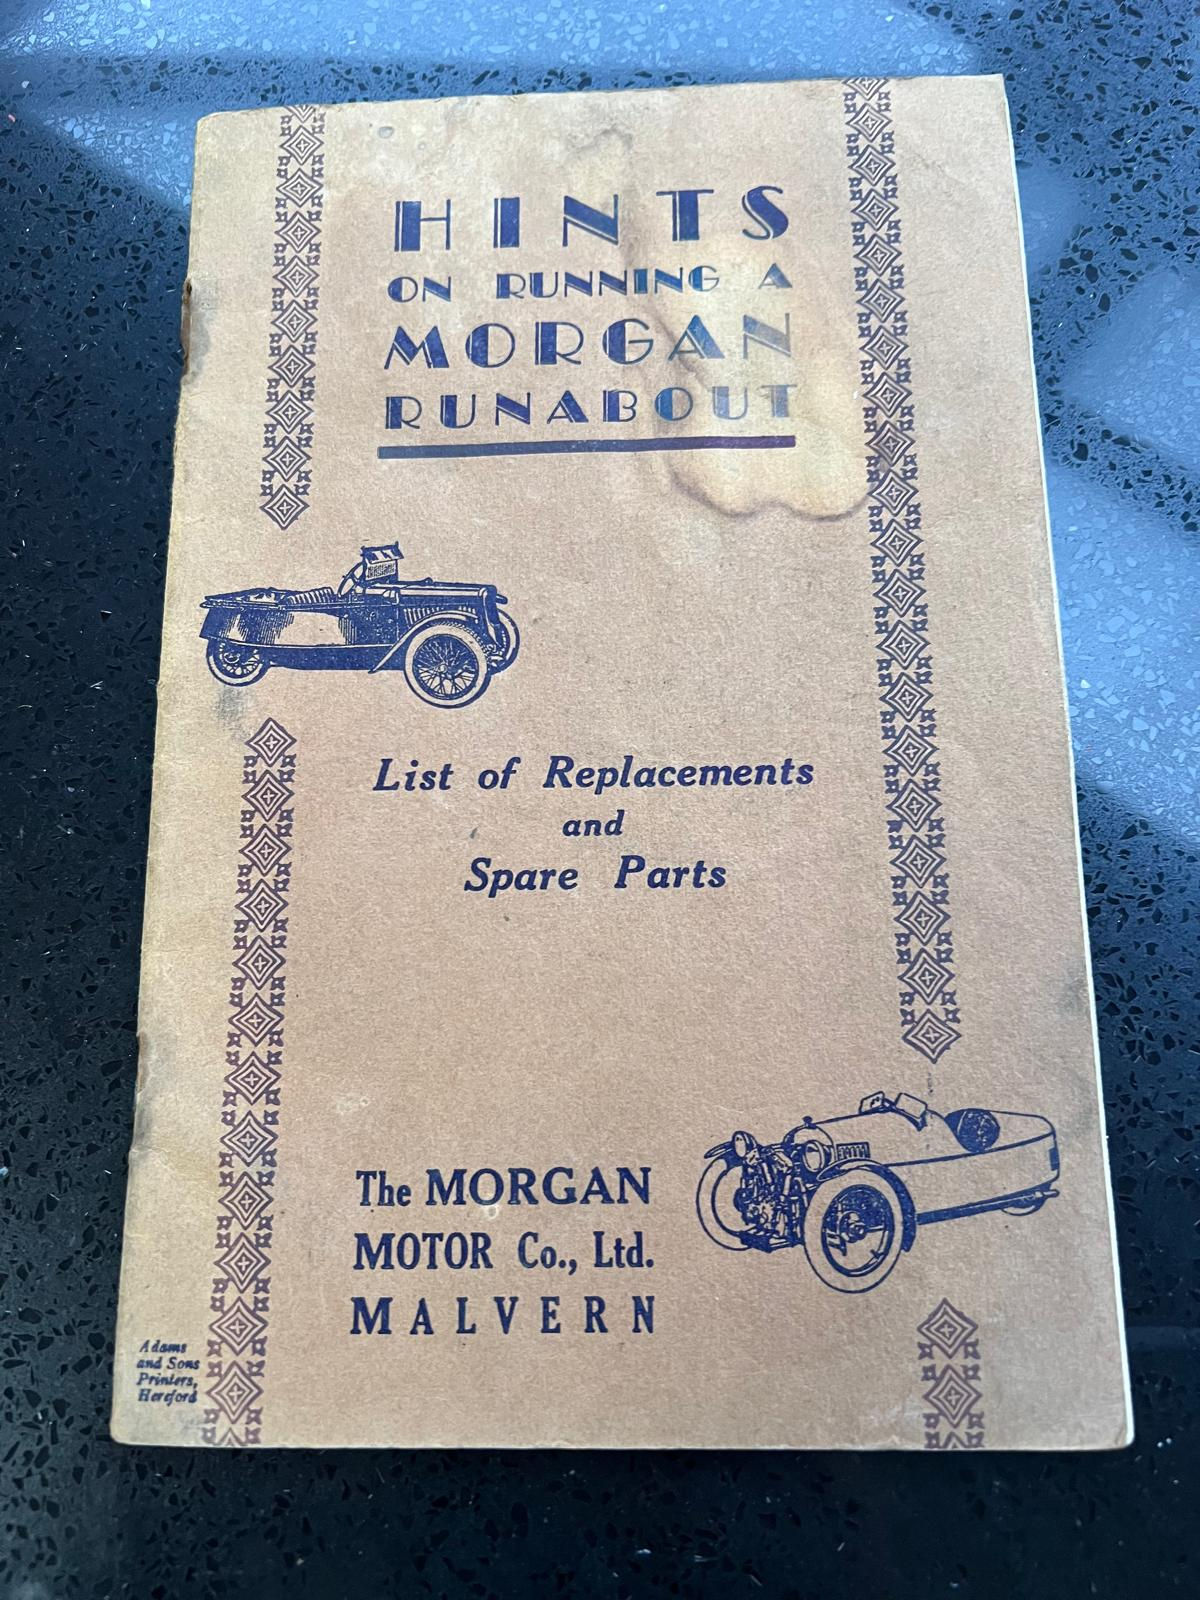 HINTS
ON RUNNING A
MORGAN
RUNABOUT
List of Replacements
and
Spare Parts
The MORGAN
MOTOR Co., Ltd.
MALVERN
Adams
and Sons
Printers,
Hereford